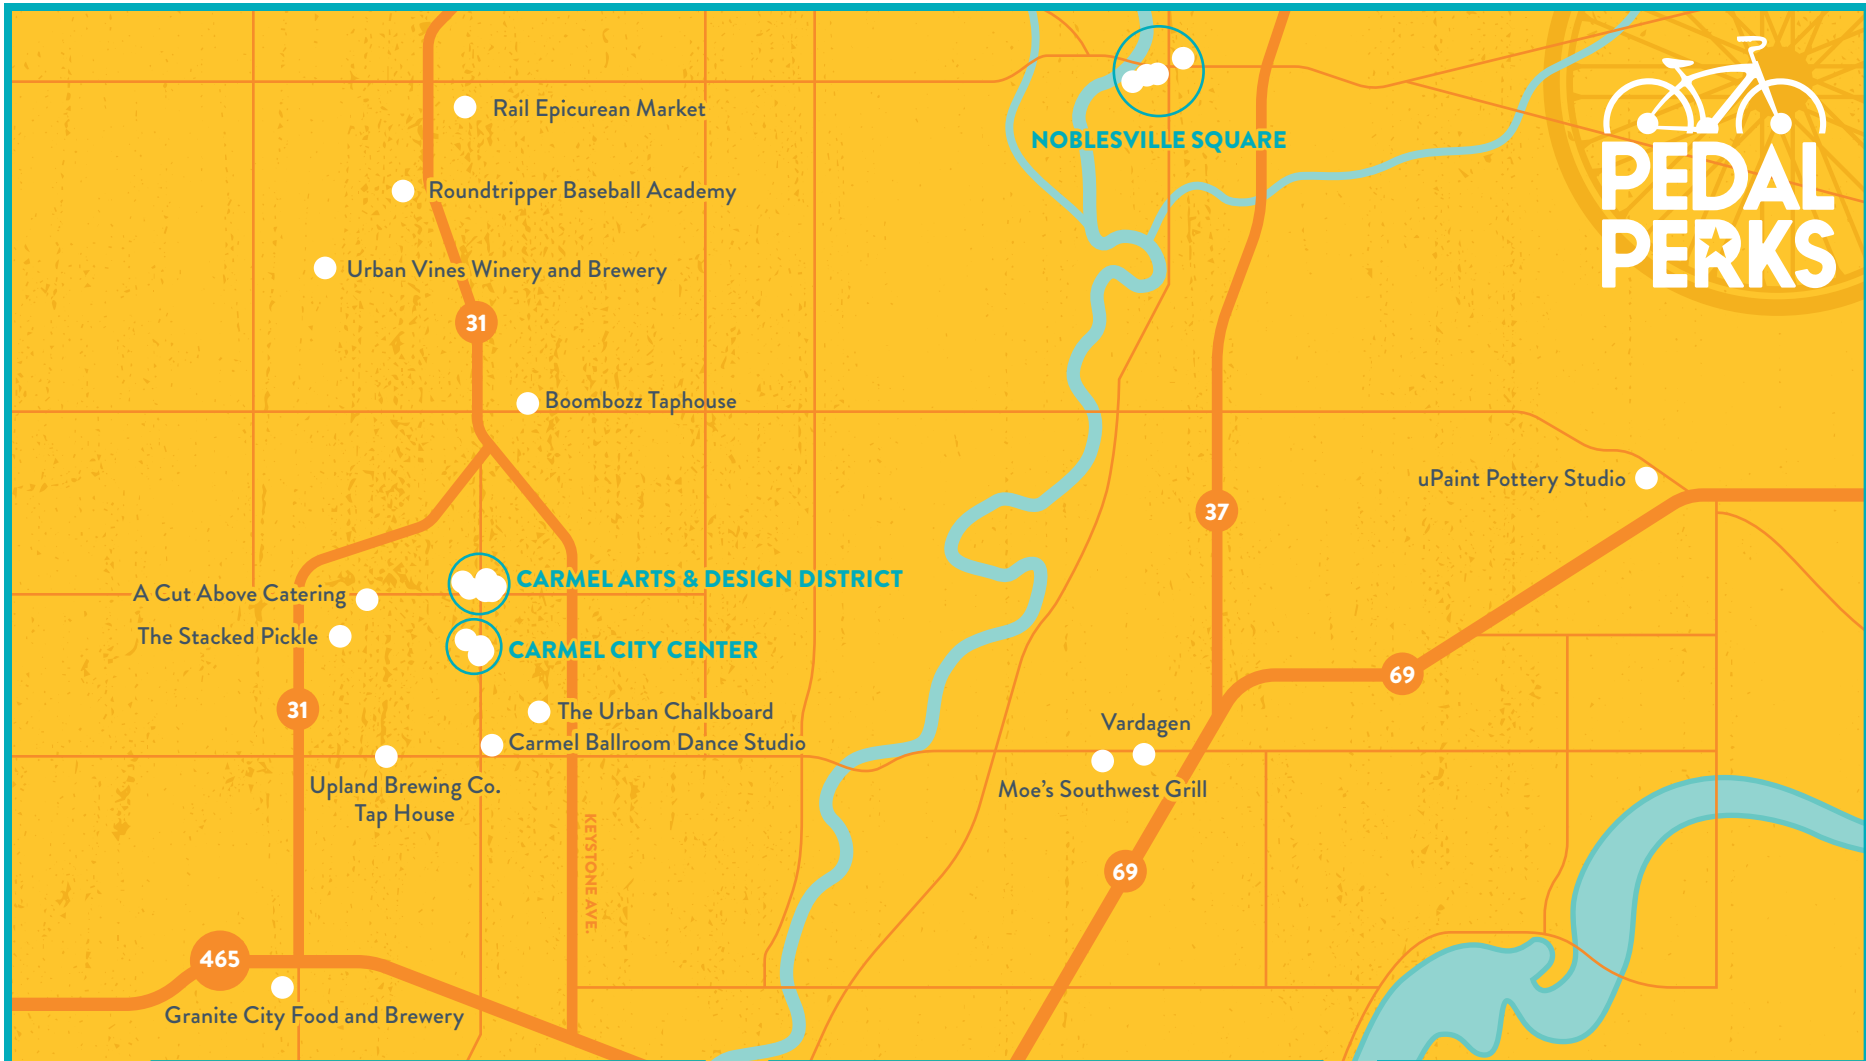 NOBLESVILLE SQUARE
PEDAL
PERKS
Rail Epicurean Market
Roundtripper Baseball Academy
Urban Vines Winery and Brewery
31
Boombozz Taphouse
uPaint Pottery Studio
37
CARMEL ARTS & DESIGN DISTRICT
A Cut Above Catering
The Stacked Pickle
CARMEL CITY CENTER
69
31
The Urban Chalkboard
Vardagen
Carmel Ballroom Dance Studio
Upland Brewing Co.
Tap House
Moe's Southwest Grill
KEYSTONE AVE.
69
465
Granite City Food and Brewery